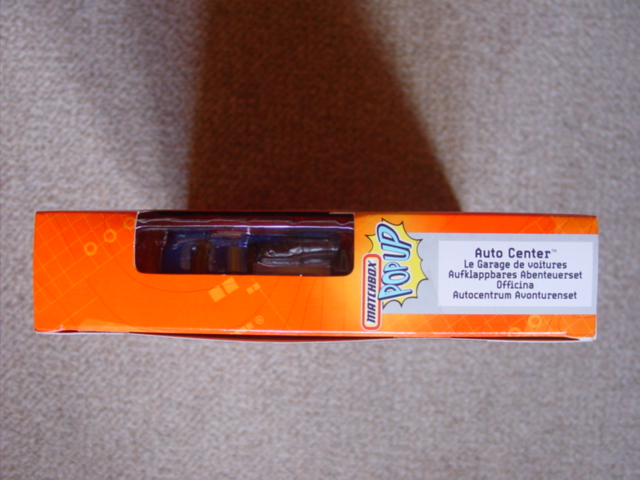 MATCHBOX
POP UP
Auto Center™
Le Garage de voitures
Aufklappbares Abenteuerset
Officina
Autocentrum Avonturenset